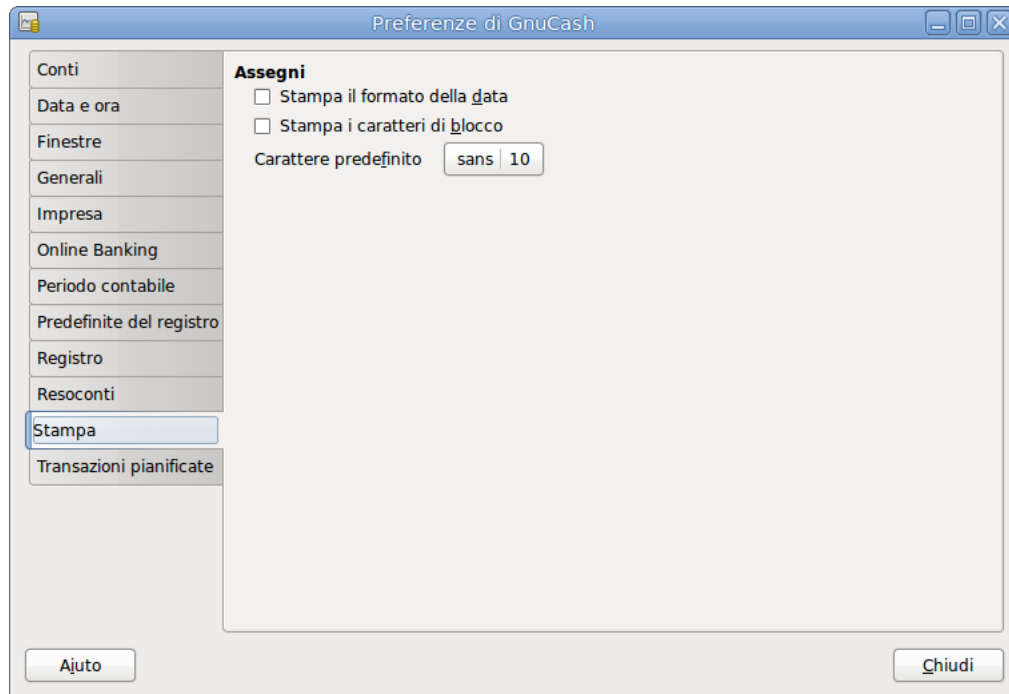 Preferenze di GnuCash
Conti
Data e ora
Finestre
Generali
Impresa
Online Banking
Periodo contabile
Predefinite del registro
Registro
Resoconti
Stampa
Transazioni pianificate
Assegni
Stampa il formato della data
Stampa i caratteri di blocco
Carattere predefinito sans 10
Aiuto
Chiudi